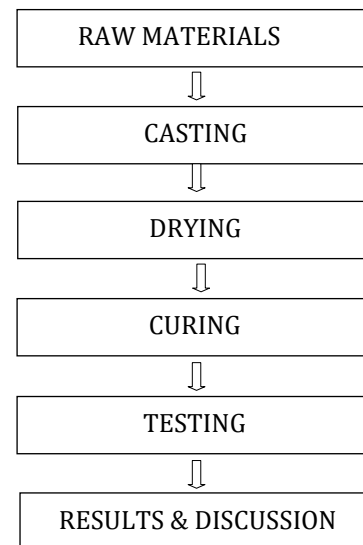 RAW MATERIALS
CASTING
DRYING
CURING
TESTING
RESULTS & DISCUSSION